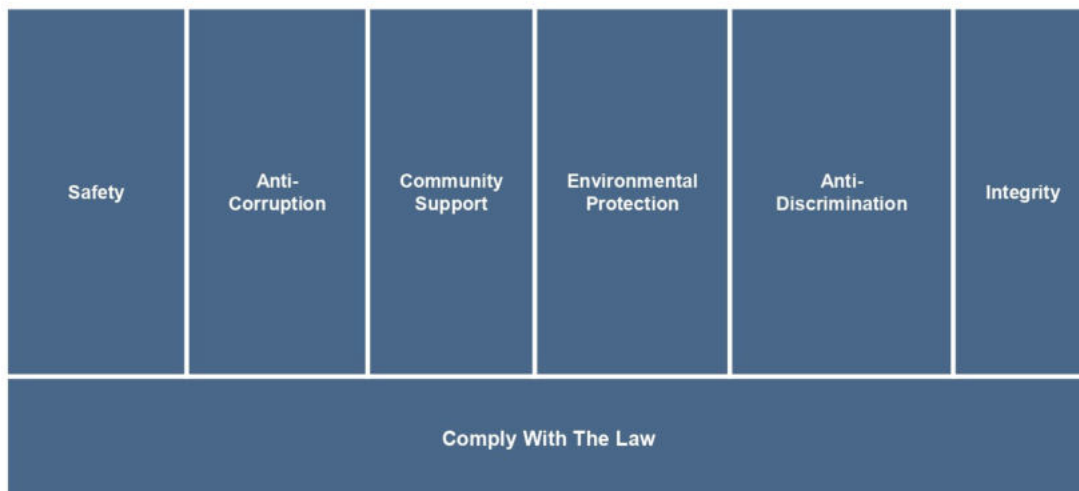 Safety
Anti-
Corruption
Community
Support
Environmental
Protection
Anti-
Discrimination
Integrity
Comply With The Law